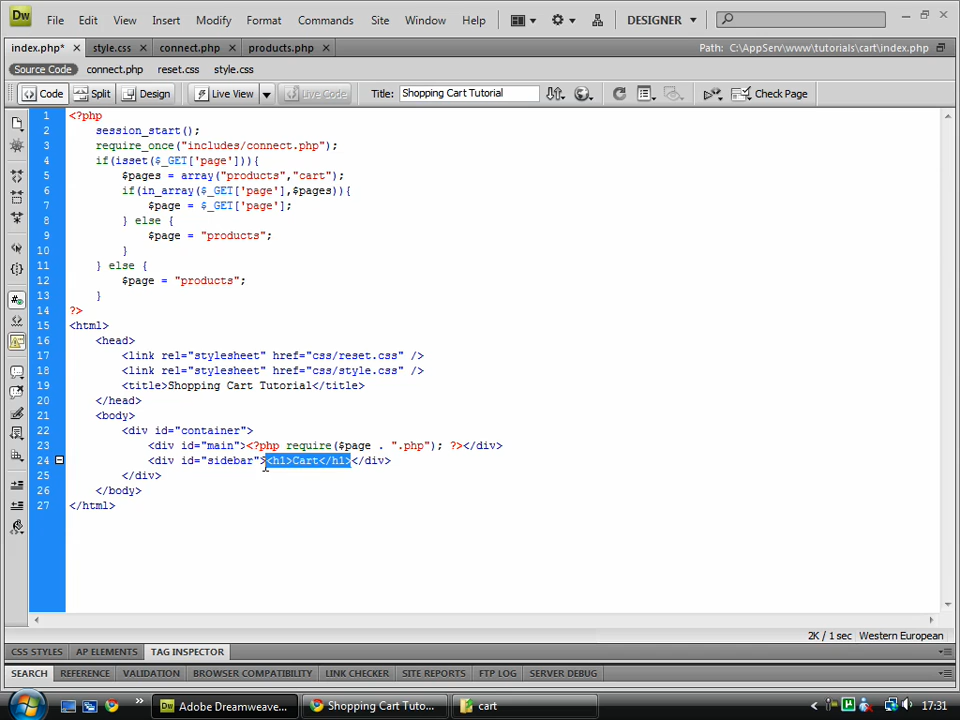 Dw File Edit View Insert Modify Format Commands Site Window Help DESIGNER
index.php* style.css connect.php products.php Path: C:\AppServ\www\tutorials\cart\index.php
Source Code connect.php reset.css style.css
Code Split Design Live View Live Code Title: Shopping Cart Tutorial Check Page
1 <?php
2 session_start();
3 require_once("includes/connect.php");
4 if(isset($_GET['page'])){
5 $pages = array("products","cart");
6 if(in_array($_GET['page'],$pages)){
7 $page = $_GET['page'];
8 } else {
9 $page = "products";
10 }
11 } else {
12 $page = "products";
13 }
14 ?>
15 <html>
16 <head>
17 <link rel="stylesheet" href="css/reset.css" />
18 <link rel="stylesheet" href="css/style.css" />
19 <title>Shopping Cart Tutorial</title>
20 </head>
21 <body>
22 <div id="container">
23 <div id="main"><?php require($page . ".php"); ?></div>
24 <div id="sidebar"><h1>Cart</h1></div>
25 </div>
26 </body>
27 </html>
2K / 1 sec Western European
CSS STYLES AP ELEMENTS TAG INSPECTOR
SEARCH REFERENCE VALIDATION BROWSER COMPATIBILITY LINK CHECKER SITE REPORTS FTP LOG SERVER DEBUG
» Dw Adobe Dreamweave... Shopping Cart Tuto... cart 17:31